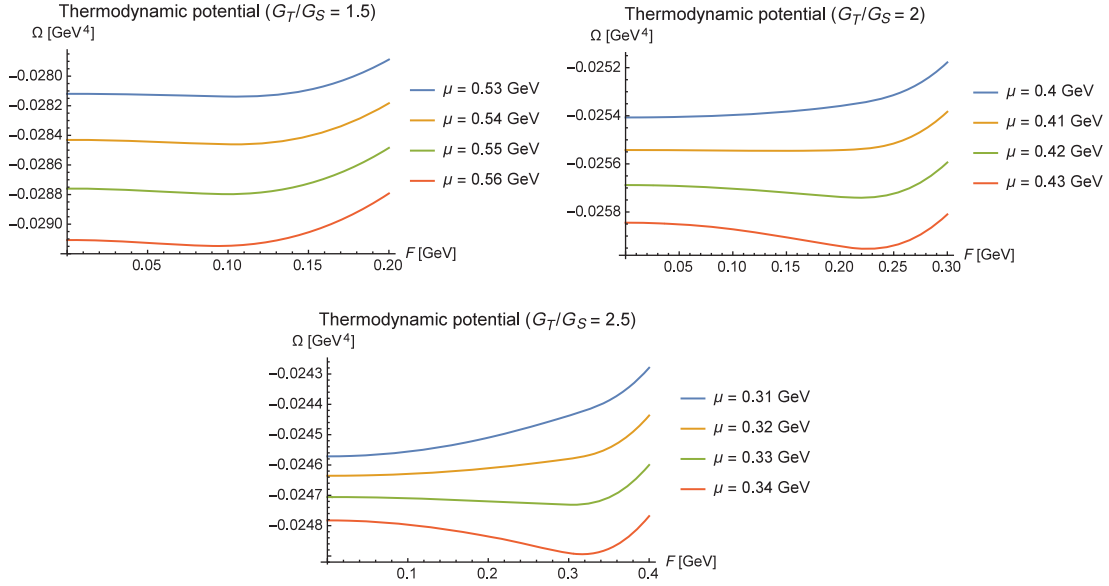 Thermodynamic potential (G_T/G_S = 1.5)
Ω [GeV⁴]
−0.0280
−0.0282
−0.0284
−0.0286
−0.0288
−0.0290
0.05 0.10 0.15 0.20
F [GeV]
μ = 0.53 GeV
μ = 0.54 GeV
μ = 0.55 GeV
μ = 0.56 GeV
Thermodynamic potential (G_T/G_S = 2)
Ω [GeV⁴]
−0.0252
−0.0254
−0.0256
−0.0258
0.05 0.10 0.15 0.20 0.25 0.30
F [GeV]
μ = 0.4 GeV
μ = 0.41 GeV
μ = 0.42 GeV
μ = 0.43 GeV
Thermodynamic potential (G_T/G_S = 2.5)
Ω [GeV⁴]
−0.0243
−0.0244
−0.0245
−0.0246
−0.0247
−0.0248
0.1 0.2 0.3 0.4
F [GeV]
μ = 0.31 GeV
μ = 0.32 GeV
μ = 0.33 GeV
μ = 0.34 GeV